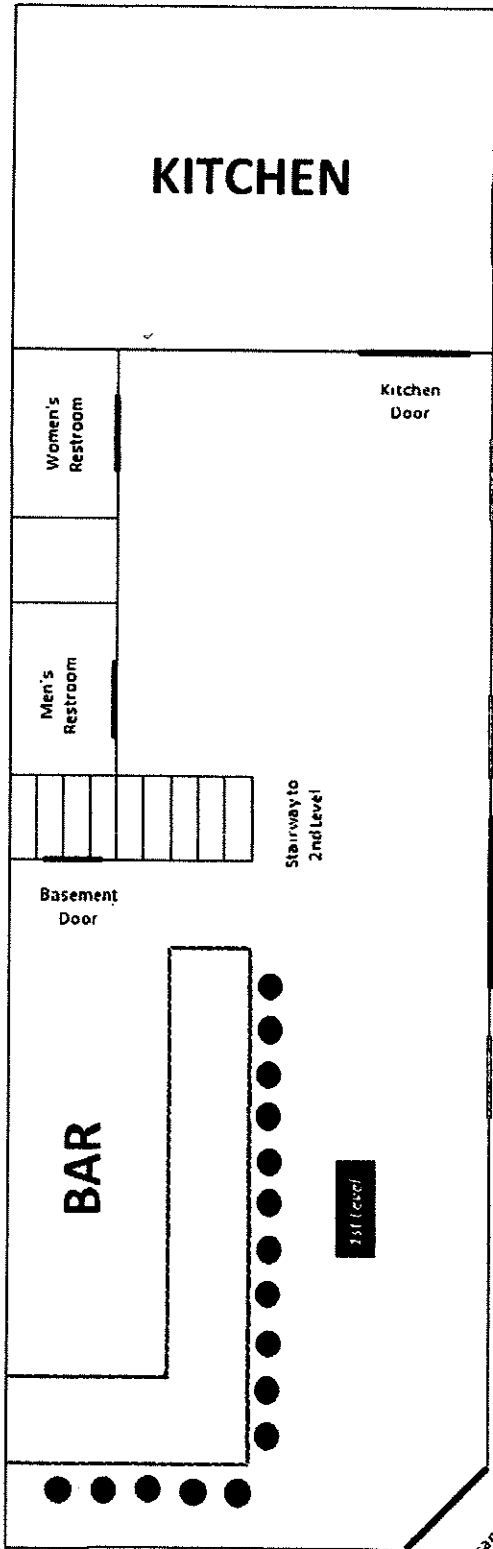 KITCHEN
Kitchen
Door
Women's
Restroom
Men's
Restroom
Stairway to
2nd Level
Basement
Door
BAR
1st Level